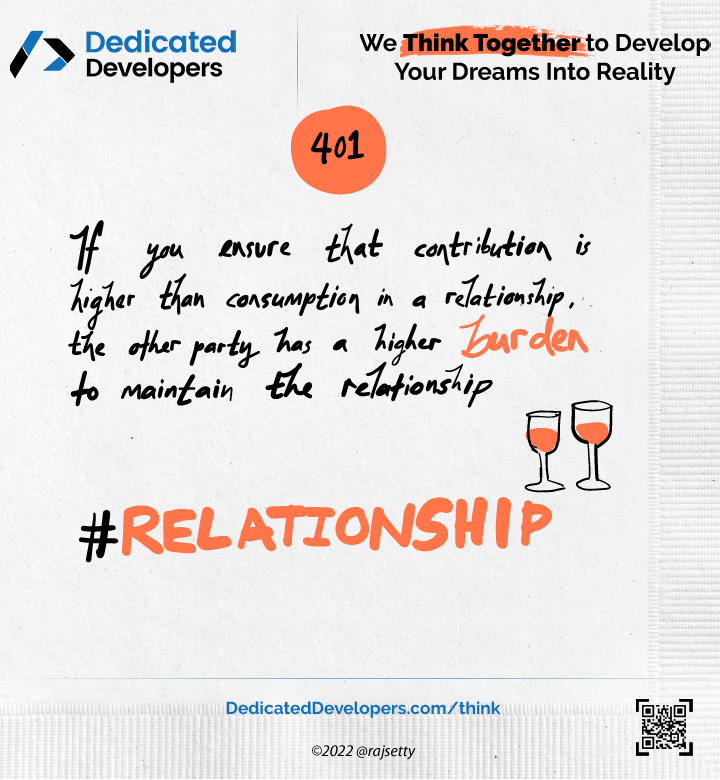 Dedicated
Developers
We Think Together to Develop
Your Dreams Into Reality
401
If you ensure that contribution is
higher than consumption in a relationship,
the other party has a higher burden
to maintain the relationship
#RELATIONSHIP
DedicatedDevelopers.com/think
©2022 @rajsetty